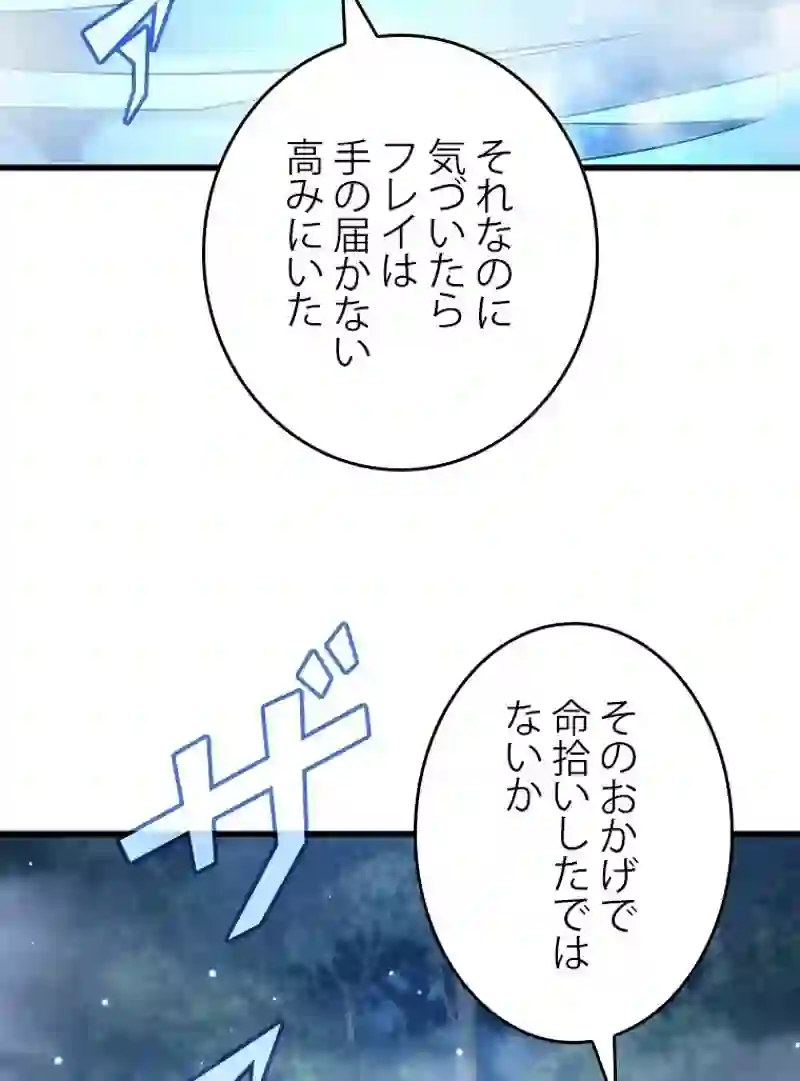 それなのに
気づいたら
フレイは
手の届かない
高みにいた
ザ
そのおかげで
命拾いしたでは
ないか